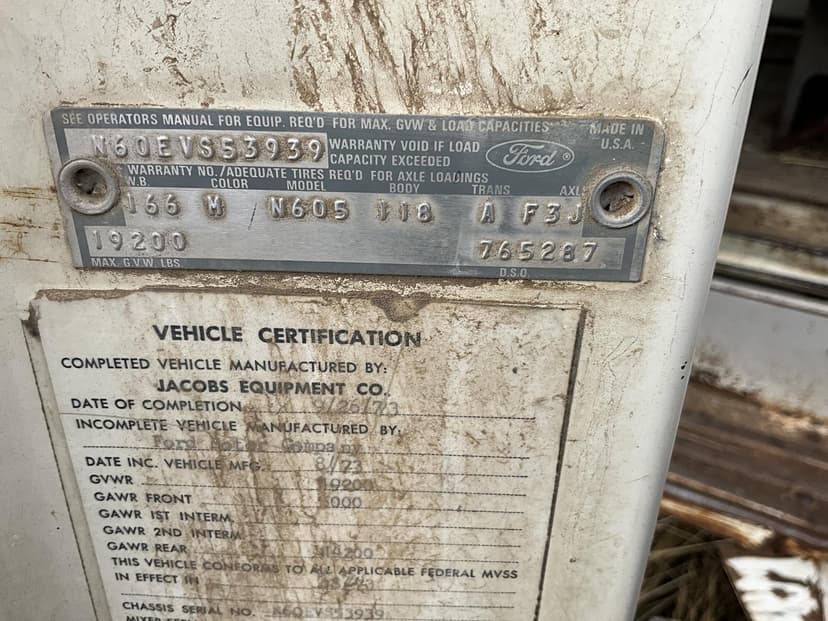 SEE OPERATORS MANUAL FOR EQUIP. REQ'D FOR MAX. GVW & LOAD CAPACITIES MADE IN U.S.A.
N60EVS53939 WARRANTY VOID IF LOAD CAPACITY EXCEEDED Ford ®
WARRANTY NO./ADEQUATE TIRES REQ'D FOR AXLE LOADINGS
W.B. COLOR MODEL BODY TRANS AXLE
166 M N605 118 A F3J
19200 765287
MAX. G.V.W. LBS D.S.O.
VEHICLE CERTIFICATION
COMPLETED VEHICLE MANUFACTURED BY:
JACOBS EQUIPMENT CO.
DATE OF COMPLETION 9/26/73
INCOMPLETE VEHICLE MANUFACTURED BY:
Ford Motor Company
DATE INC. VEHICLE MFG. 8/73
GVWR 19200
GAWR FRONT 5000
GAWR 1ST INTERM.
GAWR 2ND INTERM.
GAWR REAR
THIS VEHICLE CONFORMS TO ALL APPLICABLE FEDERAL MVSS
IN EFFECT IN
CHASSIS SERIAL NO. N60EVS53939